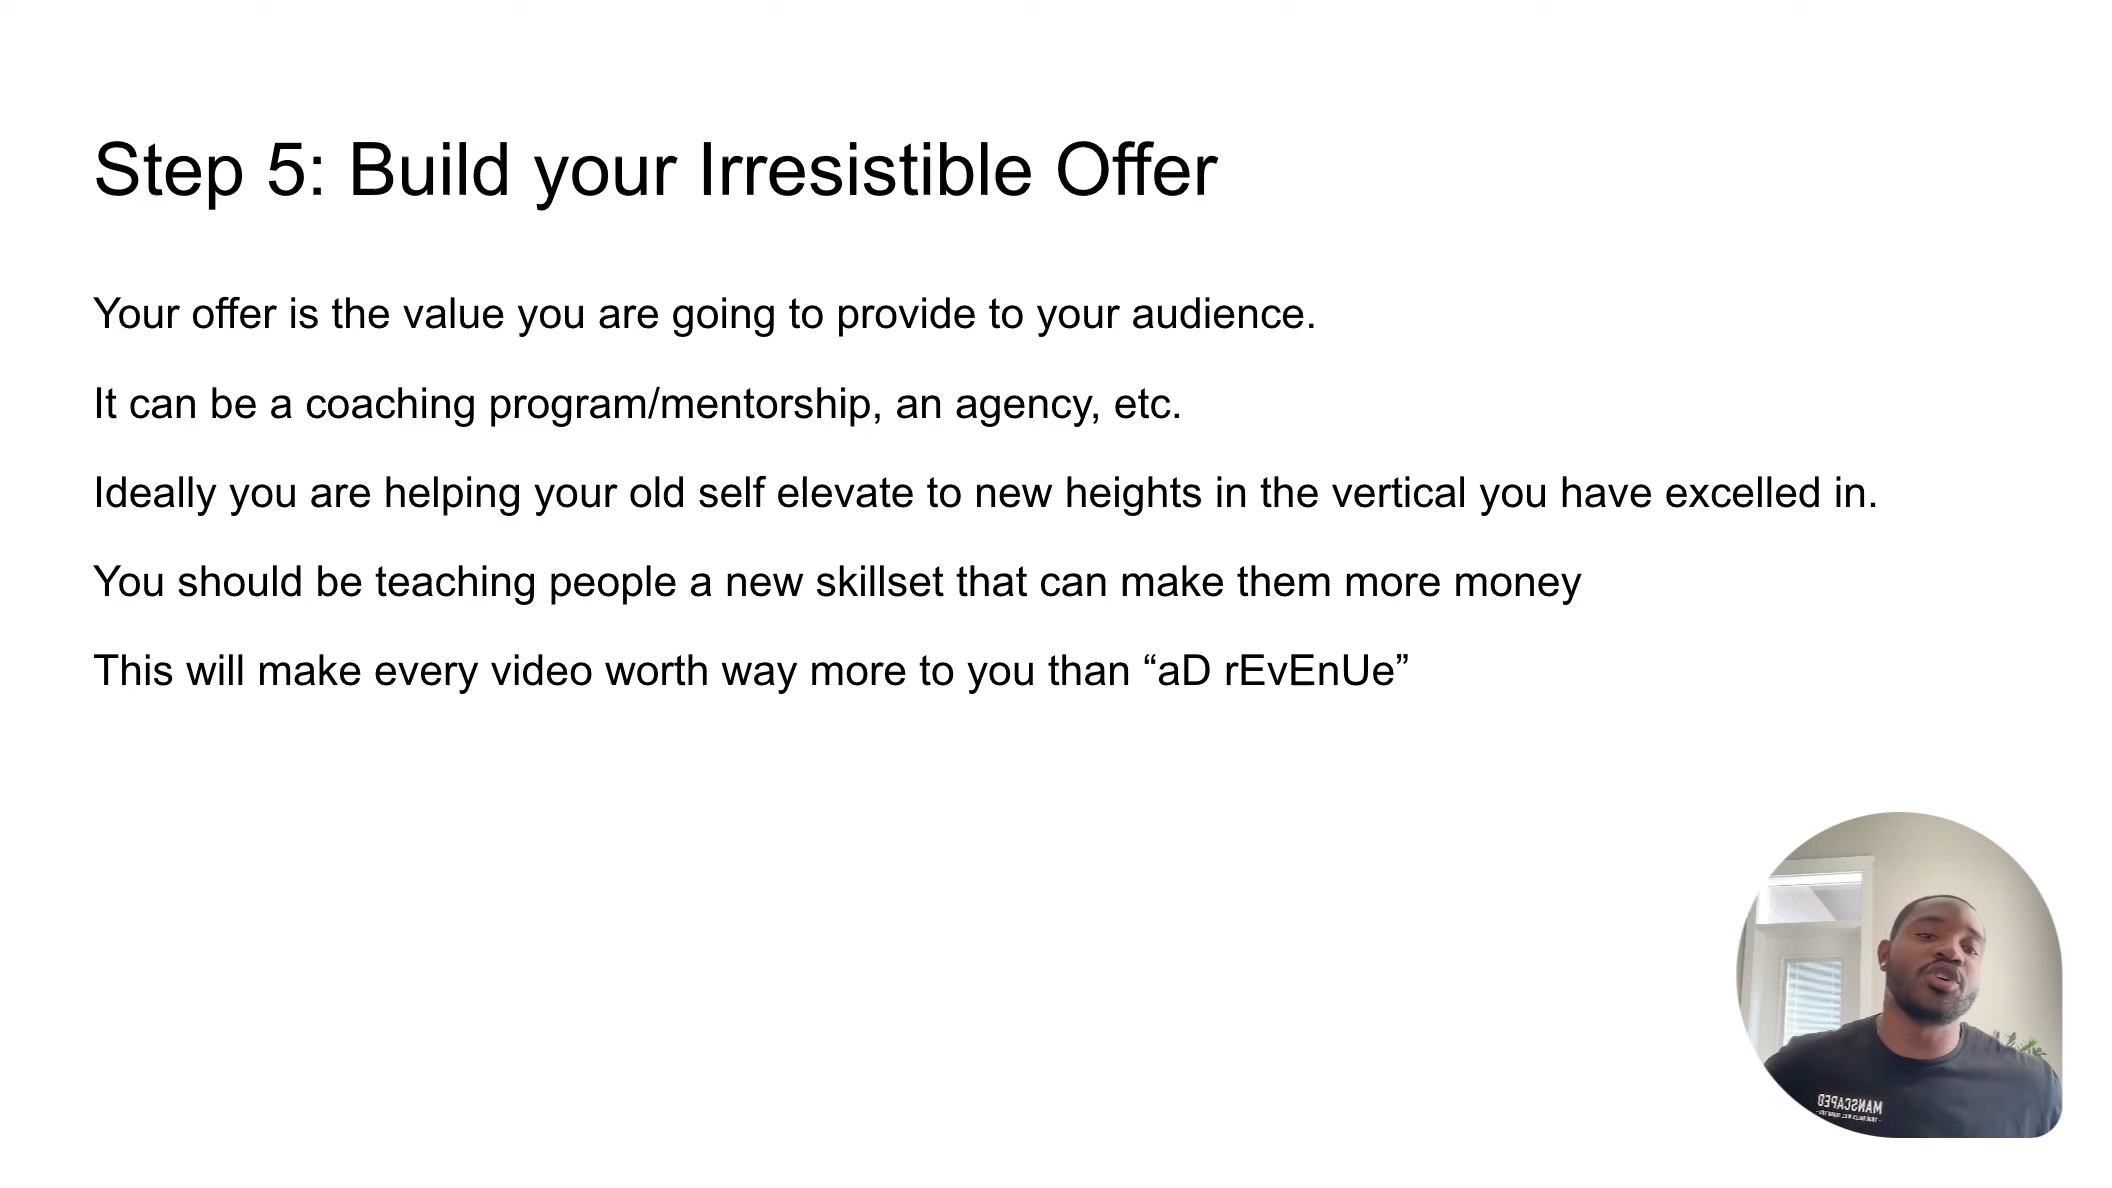 Step 5: Build your Irresistible Offer
Your offer is the value you are going to provide to your audience.
It can be a coaching program/mentorship, an agency, etc.
Ideally you are helping your old self elevate to new heights in the vertical you have excelled in.
You should be teaching people a new skillset that can make them more money
This will make every video worth way more to you than “aD rEvEnUe”
MANSCAPED